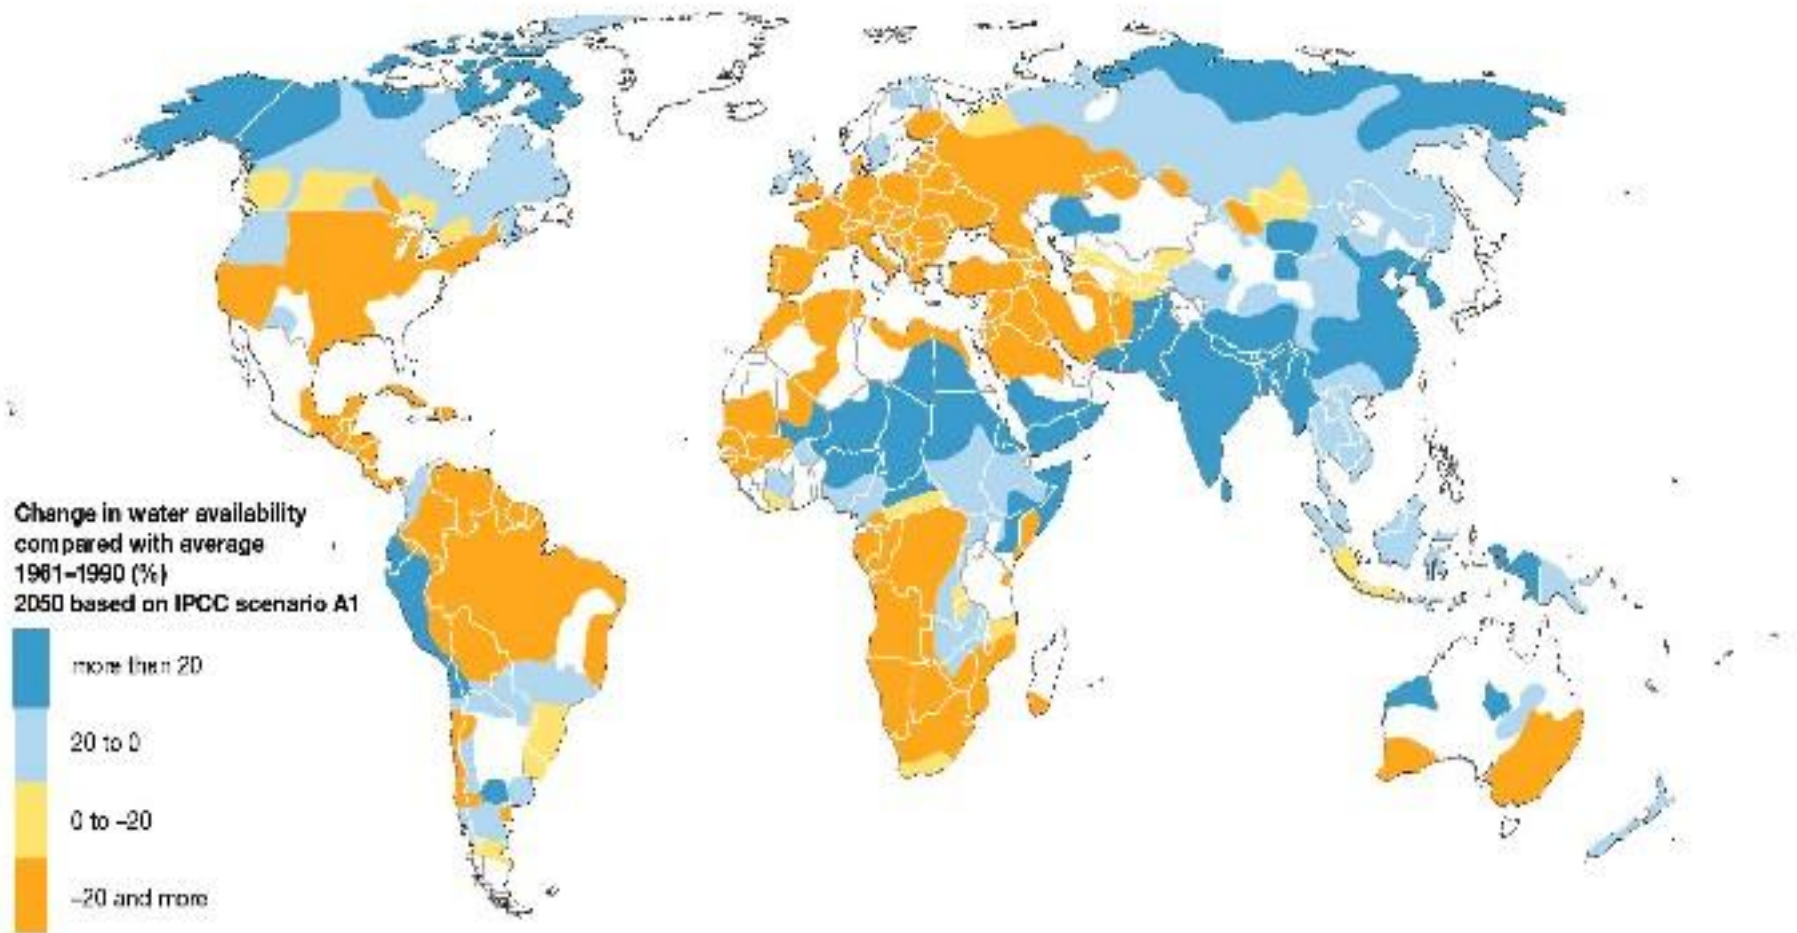 Change in water availability
compared with average
1961–1990 (%)
2050 based on IPCC scenario A1
more than 20
20 to 0
0 to –20
–20 and more